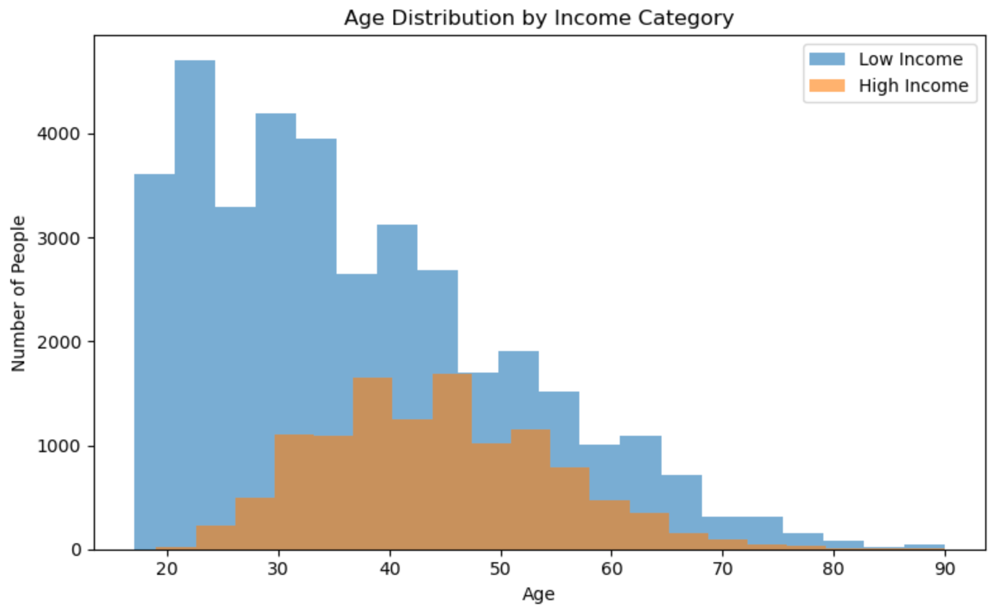 Age Distribution by Income Category
Low Income
High Income
Number of People
4000
3000
2000
1000
0
20 30 40 50 60 70 80 90
Age